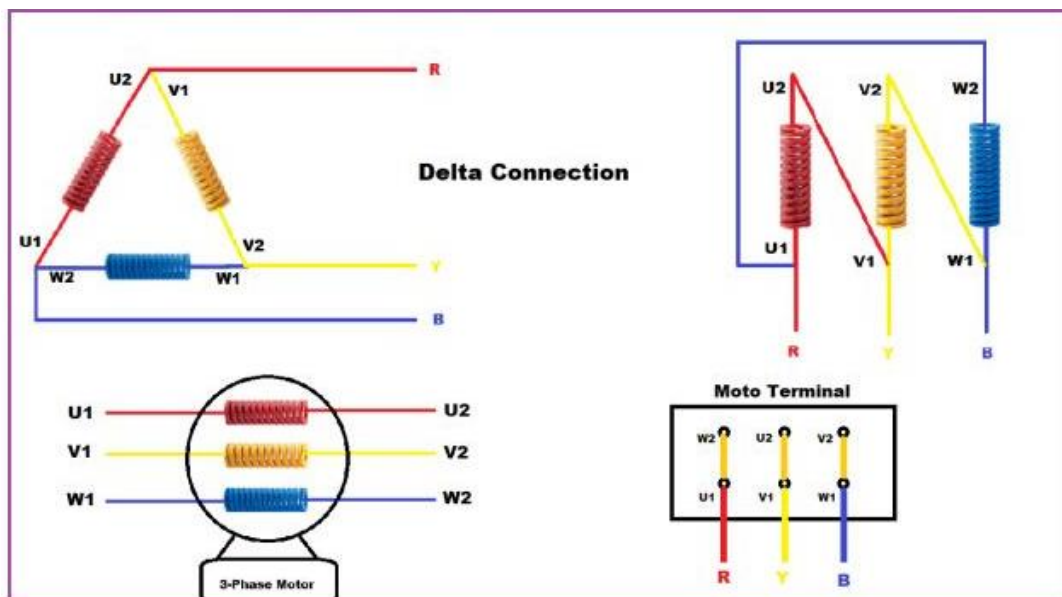 U2
V1
R
Delta Connection
U1
W2
V2
W1
Y
B
U2
V2
W2
U1
V1
W1
R
Y
B
U1
U2
V1
V2
W1
W2
3-Phase Motor
Moto Terminal
W2
U2
V2
U1
V1
W1
R
Y
B